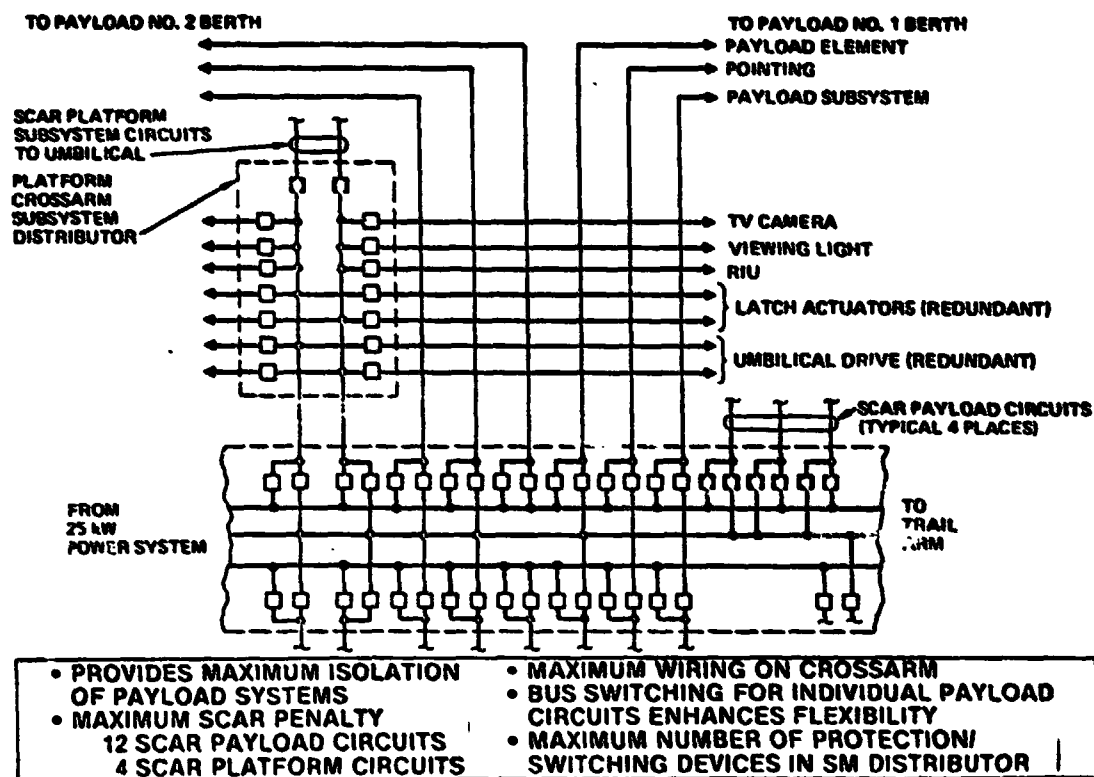 TO PAYLOAD NO. 2 BERTH
TO PAYLOAD NO. 1 BERTH
PAYLOAD ELEMENT
POINTING
PAYLOAD SUBSYSTEM
SCAR PLATFORM
SUBSYSTEM CIRCUITS
TO UMBILICAL
PLATFORM
CROSSARM
SUBSYSTEM
DISTRIBUTOR
TV CAMERA
VIEWING LIGHT
RIU
LATCH ACTUATORS (REDUNDANT)
UMBILICAL DRIVE (REDUNDANT)
SCAR PAYLOAD CIRCUITS
(TYPICAL 4 PLACES)
FROM
25 kW
POWER SYSTEM
TO
TRAIL
ARM
• PROVIDES MAXIMUM ISOLATION
OF PAYLOAD SYSTEMS
• MAXIMUM SCAR PENALTY
12 SCAR PAYLOAD CIRCUITS
4 SCAR PLATFORM CIRCUITS
• MAXIMUM WIRING ON CROSSARM
• BUS SWITCHING FOR INDIVIDUAL PAYLOAD
CIRCUITS ENHANCES FLEXIBILITY
• MAXIMUM NUMBER OF PROTECTION/
SWITCHING DEVICES IN SM DISTRIBUTOR